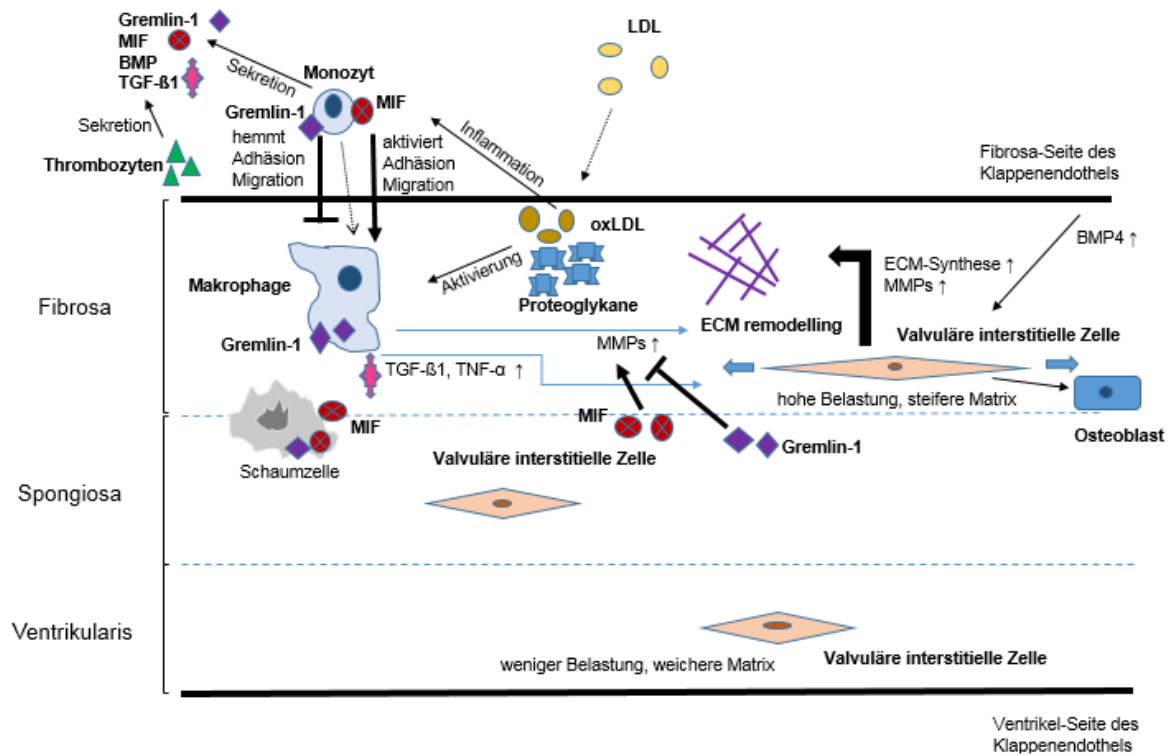 Gremlin-1
MIF
BMP
TGF-ß1
Sekretion
Monozyt
Gremlin-1
MIF
hemmt
Adhäsion
Migration
aktiviert
Adhäsion
Migration
Sekretion
Thrombozyten
Inflammation
LDL
Fibrosa-Seite des
Klappenendothels
Fibrosa
Makrophage
Gremlin-1
Aktivierung
oxLDL
Proteoglykane
ECM remodelling
BMP4 ↑
ECM-Synthese ↑
MMPs ↑
Valvuläre interstitielle Zelle
MMPs ↑
TGF-ß1, TNF-α ↑
hohe Belastung, steifere Matrix
Osteoblast
MIF
Schaumzelle
MIF
Gremlin-1
Spongiosa
Valvuläre interstitielle Zelle
Ventrikularis
weniger Belastung, weichere Matrix
Valvuläre interstitielle Zelle
Ventrikel-Seite des
Klappenendothels